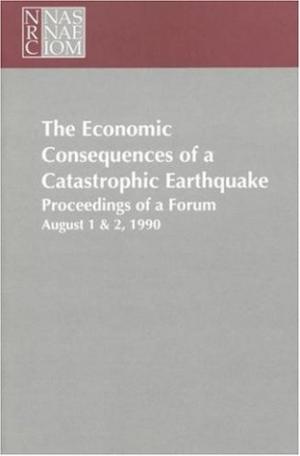 NRC
NAS
NAE
IOM
The Economic
Consequences of a
Catastrophic Earthquake
Proceedings of a Forum
August 1 & 2, 1990